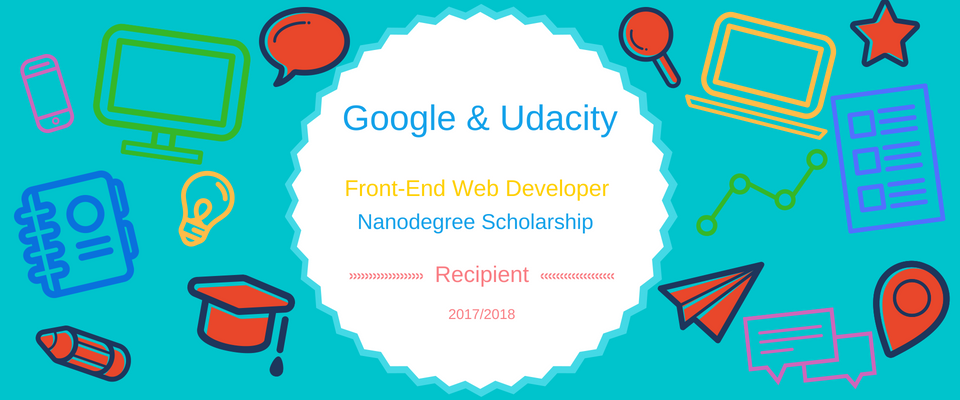 Google & Udacity
Front-End Web Developer
Nanodegree Scholarship
»»»»»»»»»» Recipient ««««««««««
2017/2018